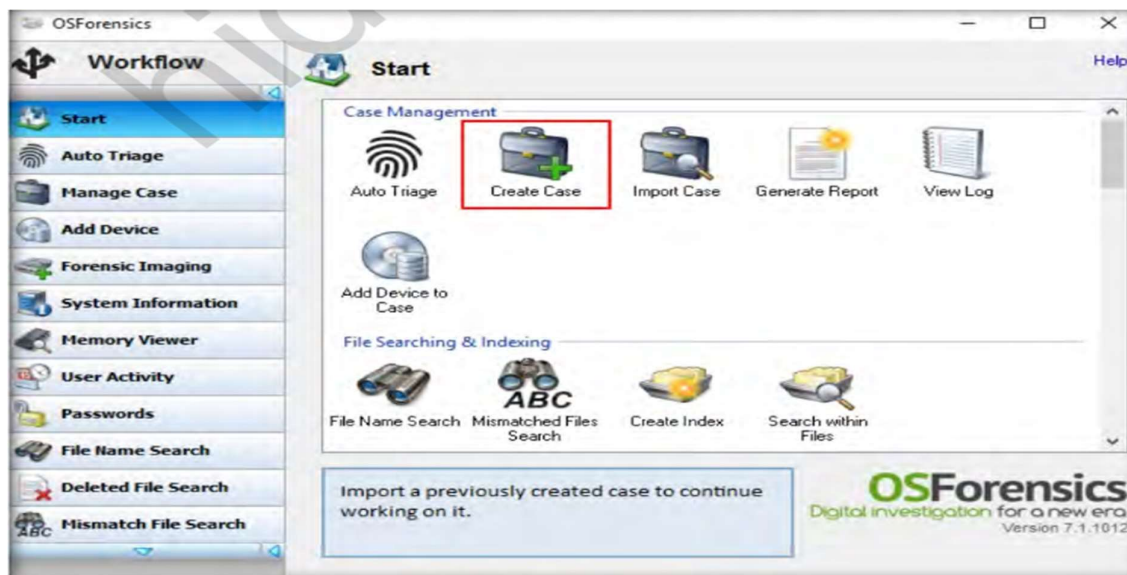 OSForensics
Workflow
Start
Help
Start
Auto Triage
Manage Case
Add Device
Forensic Imaging
System Information
Memory Viewer
User Activity
Passwords
File Name Search
Deleted File Search
ABC
Mismatch File Search
Case Management
Auto Triage
Create Case
Import Case
Generate Report
View Log
Add Device to
Case
File Searching & Indexing
ABC
File Name Search
Mismatched Files
Search
Create Index
Search within
Files
Import a previously created case to continue
working on it.
OSForensics
Digital investigation for a new era
Version 7.1.1012